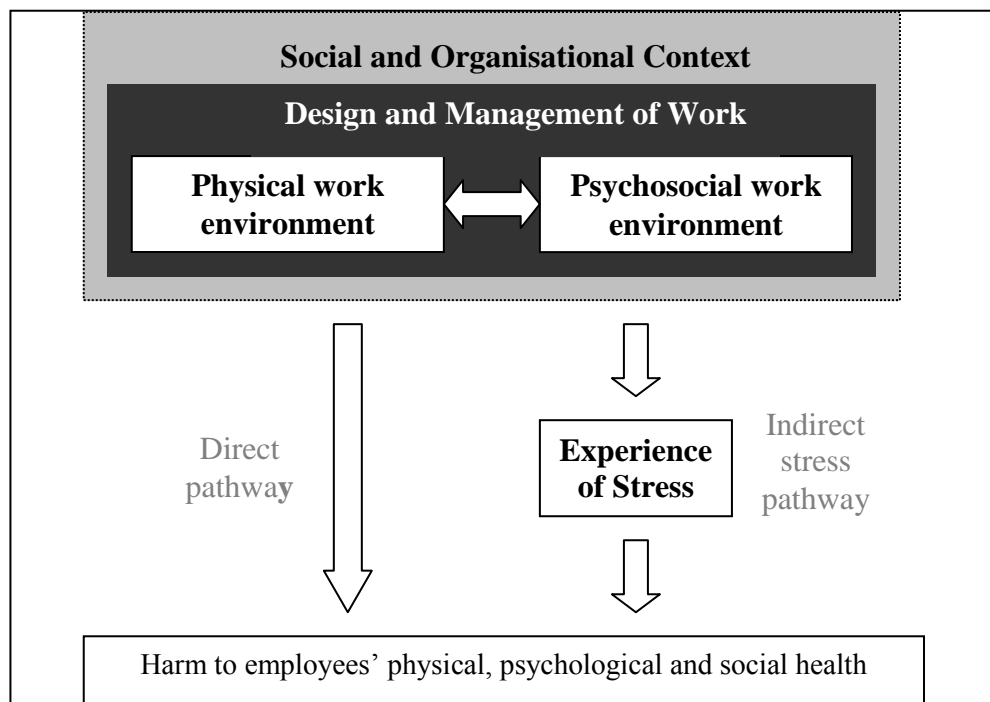 Social and Organisational Context
Design and Management of Work
Physical work
environment
Psychosocial work
environment
Direct
pathway
Experience
of Stress
Indirect
stress
pathway
Harm to employees’ physical, psychological and social health